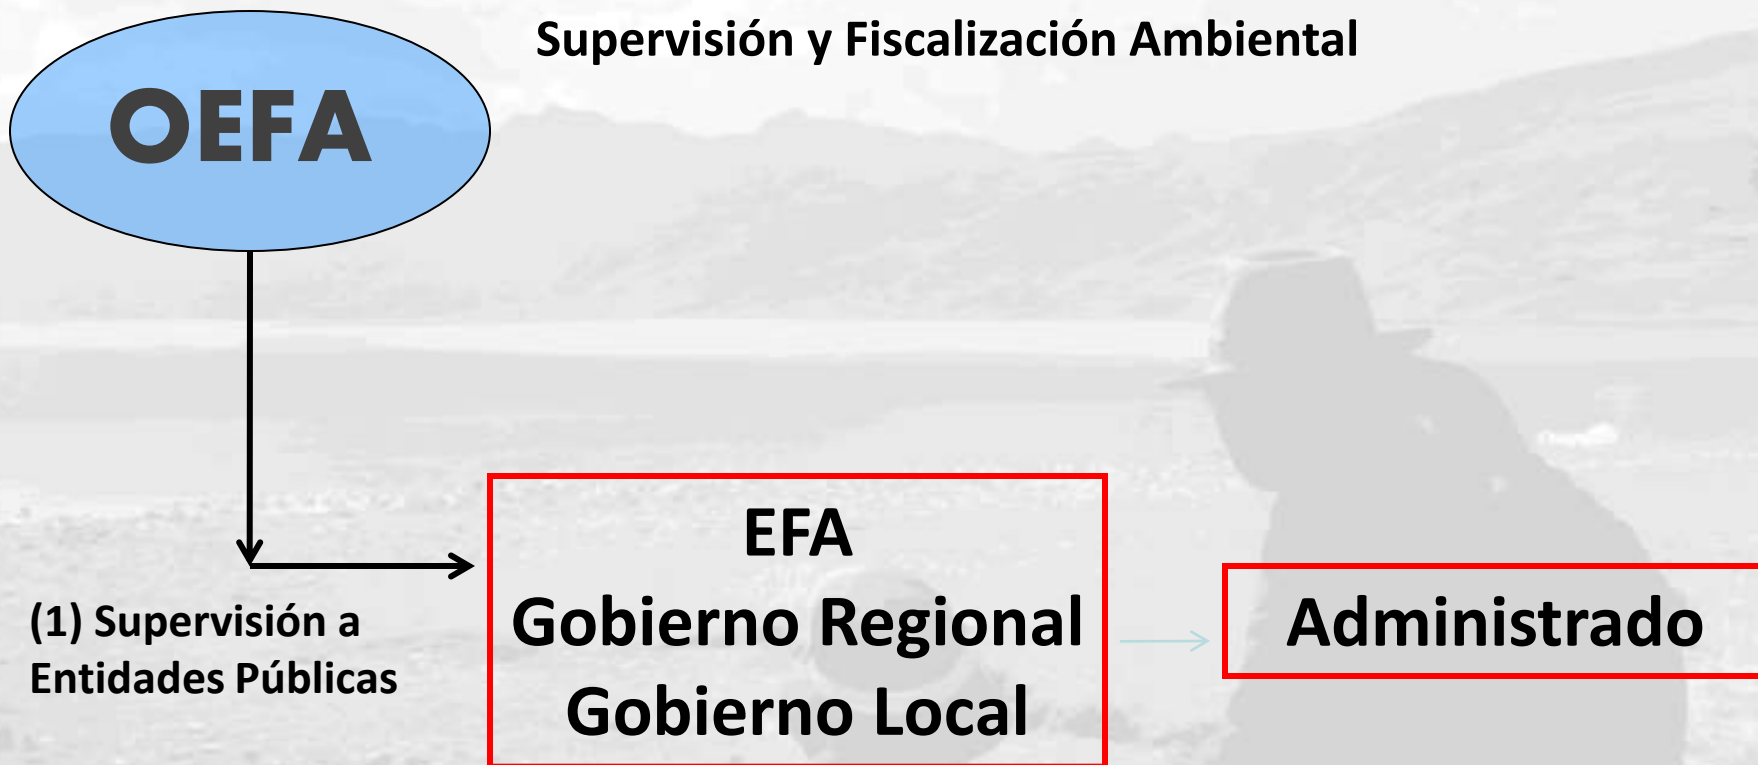 Supervisión y Fiscalización Ambiental
OEFA
(1) Supervisión a
Entidades Públicas
EFA
Gobierno Regional
Gobierno Local
Administrado